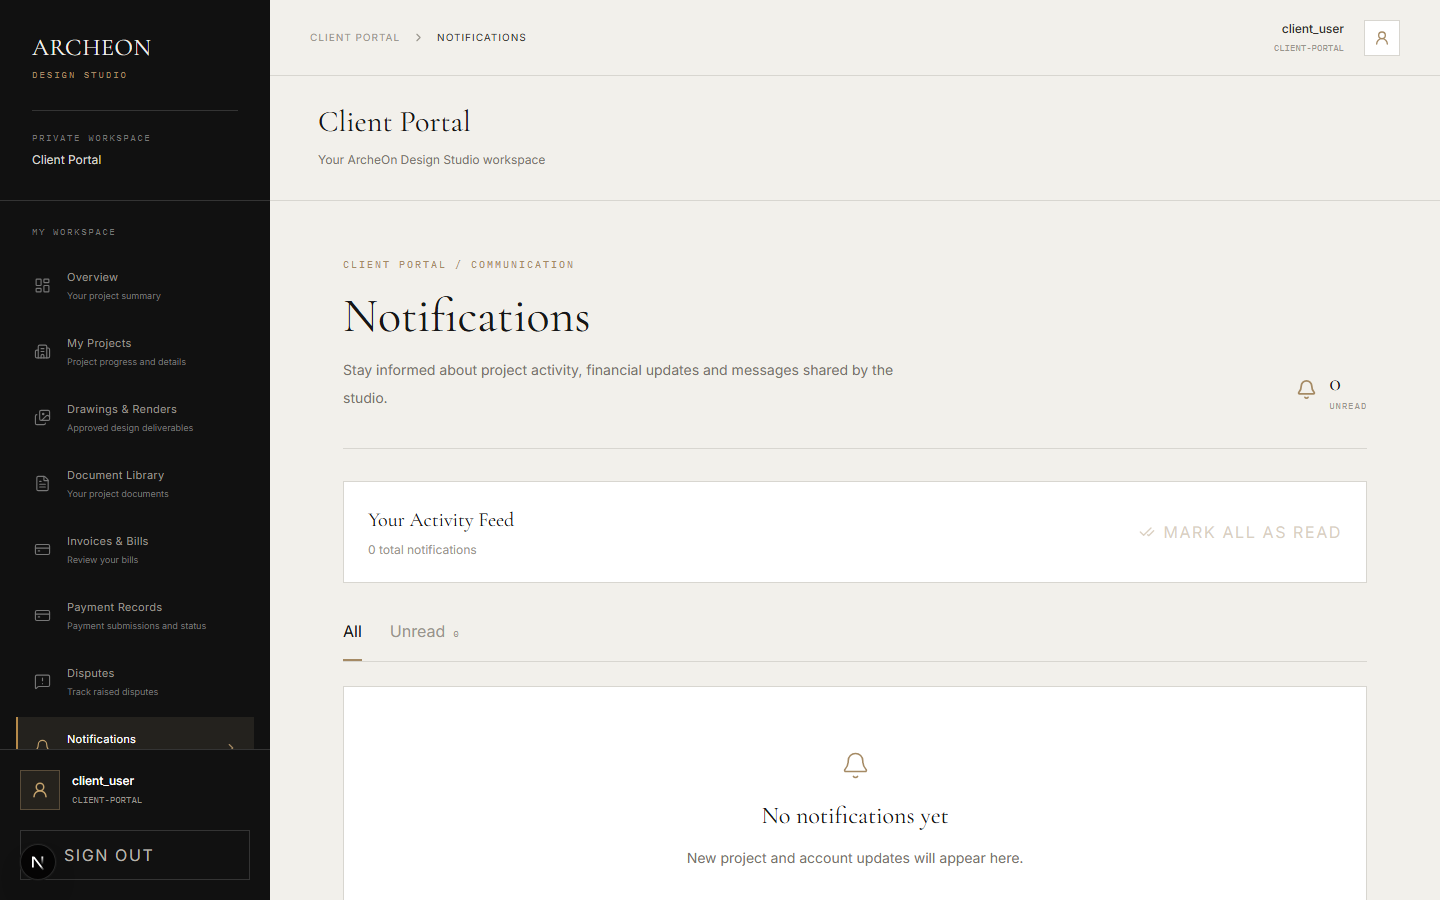 ARCHEON
DESIGN STUDIO
PRIVATE WORKSPACE
Client Portal
MY WORKSPACE
Overview
Your project summary
My Projects
Project progress and details
Drawings & Renders
Approved design deliverables
Document Library
Your project documents
Invoices & Bills
Review your bills
Payment Records
Payment submissions and status
Disputes
Track raised disputes
Notifications
client_user
CLIENT-PORTAL
N
SIGN OUT
CLIENT PORTAL > NOTIFICATIONS
client_user
CLIENT-PORTAL
Client Portal
Your ArcheOn Design Studio workspace
CLIENT PORTAL / COMMUNICATION
Notifications
Stay informed about project activity, financial updates and messages shared by the
studio.
0
UNREAD
Your Activity Feed
0 total notifications
MARK ALL AS READ
All
Unread 0
No notifications yet
New project and account updates will appear here.